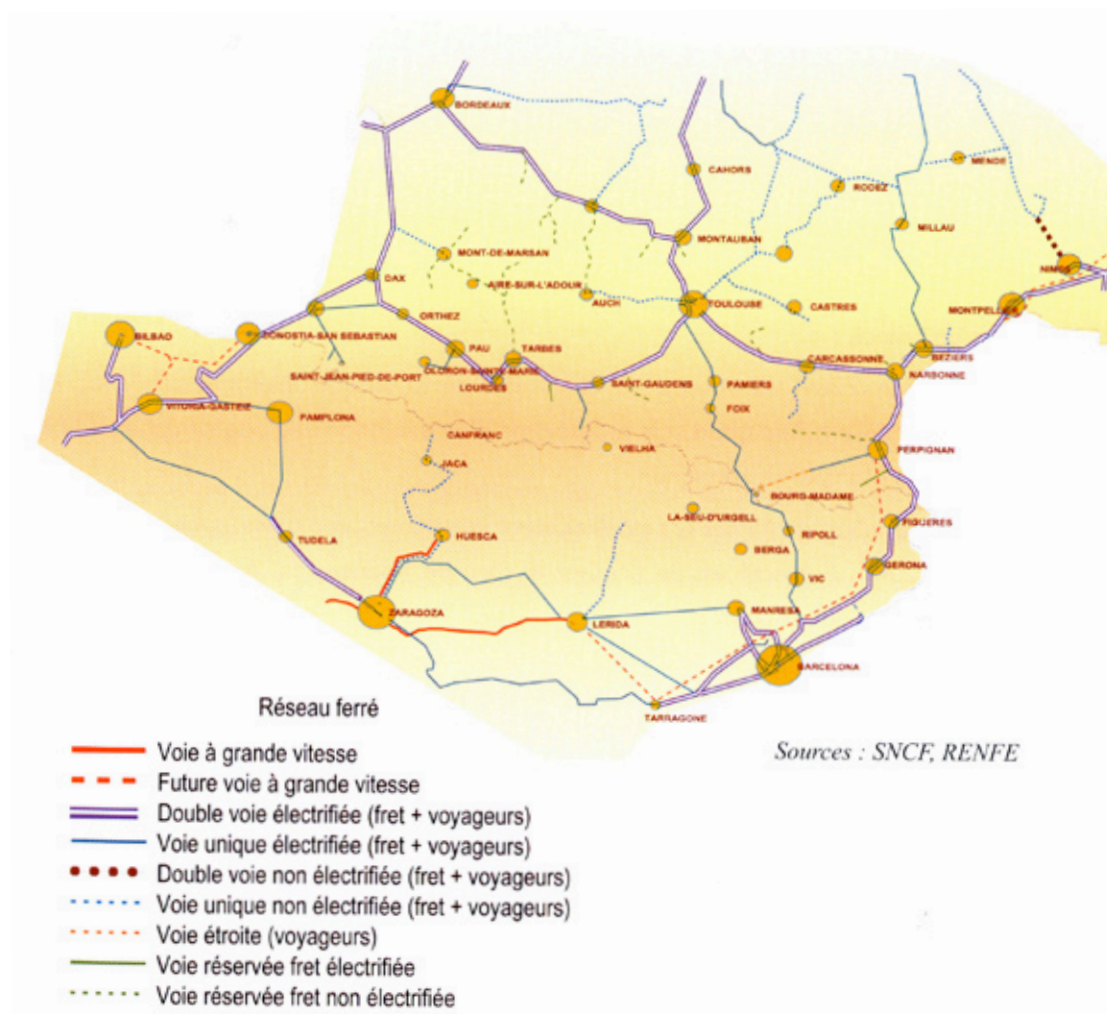 BORDEAUX
CAHORS
MENDE
RODEZ
MONTAUBAN
MILLAU
MONT-DE-MARSAN
NIMES
DAX
AIRE-SUR-L'ADOUR
AUCH
TOULOUSE
CASTRES
MONTPELLIER
ORTHEZ
BILBAO
DONOSTIA-SAN SEBASTIAN
PAU
TARBES
CARCASSONNE
BEZIERS
OLORON-SAINTE-MARIE
SAINT-JEAN-PIED-DE-PORT
LOURDES
SAINT-GAUDENS
PAMIERS
NARBONNE
VITORIA-GASTEIZ
PAMPLONA
FOIX
CANFRANC
VIELHA
PERPIGNAN
JACA
BOURG-MADAME
LA-SEU-D'URGELL
FIGUERES
TUDELA
HUESCA
RIPOLL
BERGA
GERONA
VIC
ZARAGOZA
LERIDA
MANRESA
BARCELONA
TARRAGONE
Réseau ferré
Sources : SNCF, RENFE
Voie à grande vitesse
Future voie à grande vitesse
Double voie électrifiée (fret + voyageurs)
Voie unique électrifiée (fret + voyageurs)
Double voie non électrifiée (fret + voyageurs)
Voie unique non électrifiée (fret + voyageurs)
Voie étroite (voyageurs)
Voie réservée fret électrifiée
Voie réservée fret non électrifiée